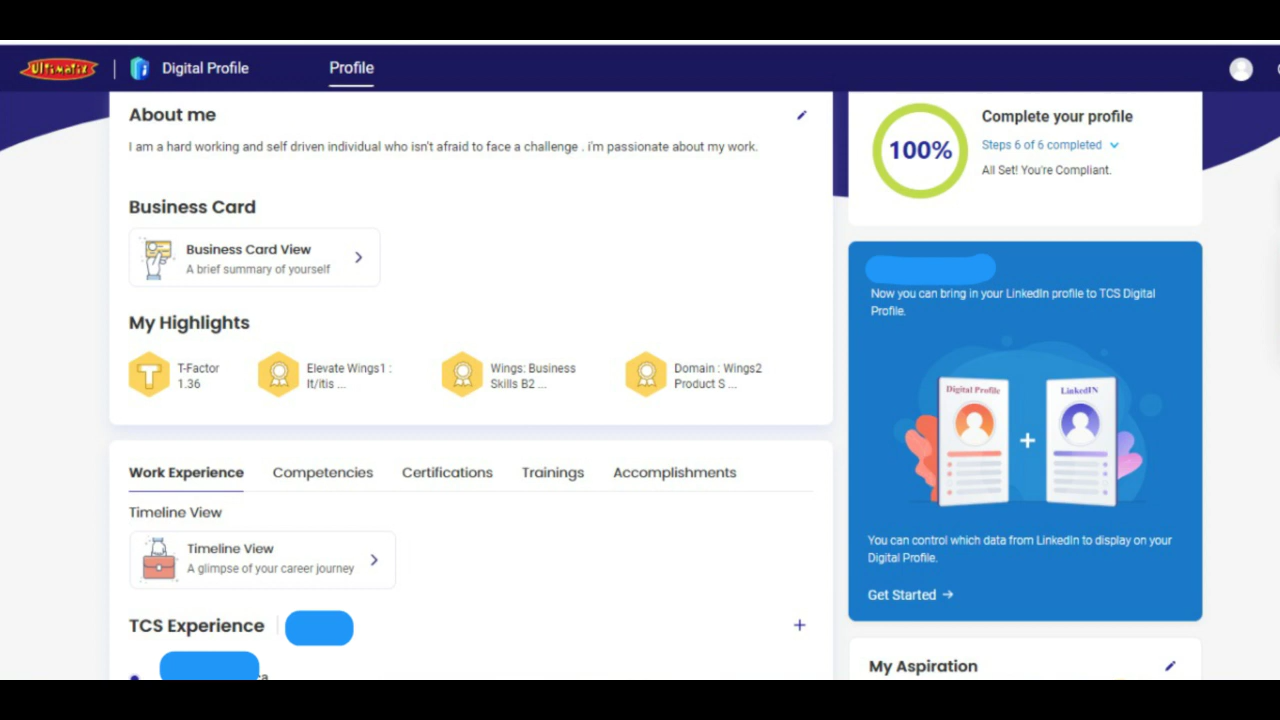 Ultimatix
Digital Profile
Profile
About me
I am a hard working and self driven individual who isn't afraid to face a challenge . i'm passionate about my work.
Business Card
Business Card View
A brief summary of yourself
My Highlights
T-Factor
1.36
Elevate Wings1 :
It/itis ...
Wings: Business
Skills B2 ...
Domain : Wings2
Product S ...
Work Experience
Competencies
Certifications
Trainings
Accomplishments
Timeline View
Timeline View
A glimpse of your career journey
TCS Experience
100%
Complete your profile
Steps 6 of 6 completed
All Set! You're Compliant.
Now you can bring in your LinkedIn profile to TCS Digital
Profile.
Digital Profile
LinkedIN
You can control which data from LinkedIn to display on your
Digital Profile.
Get Started →
My Aspiration